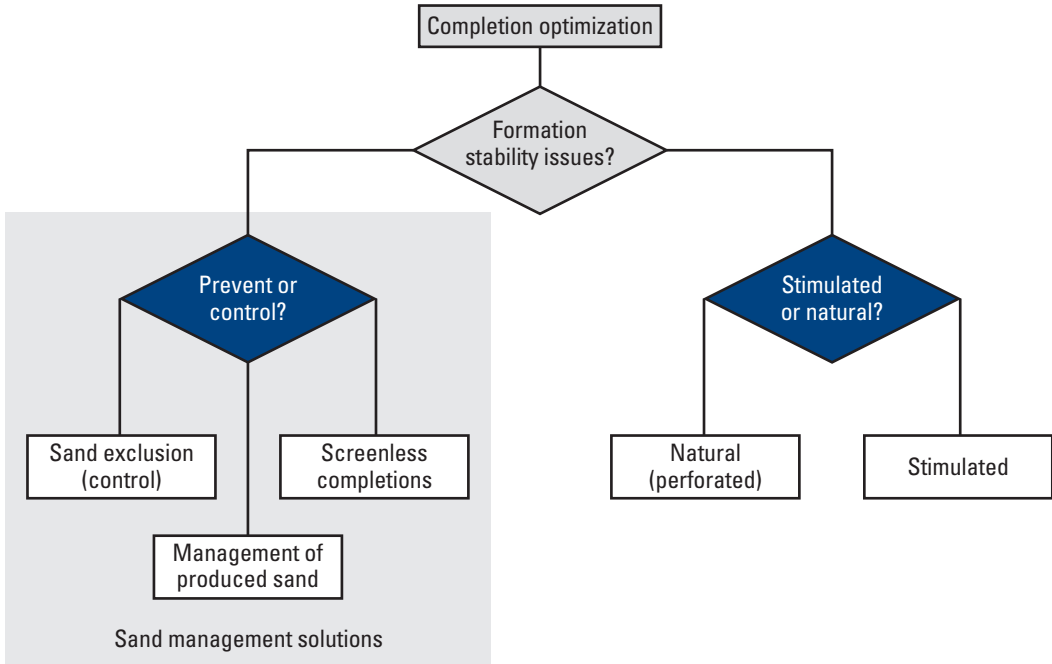 Completion optimization
Formation
stability issues?
Prevent or
control?
Stimulated
or natural?
Sand exclusion
(control)
Screenless
completions
Natural
(perforated)
Stimulated
Management of
produced sand
Sand management solutions